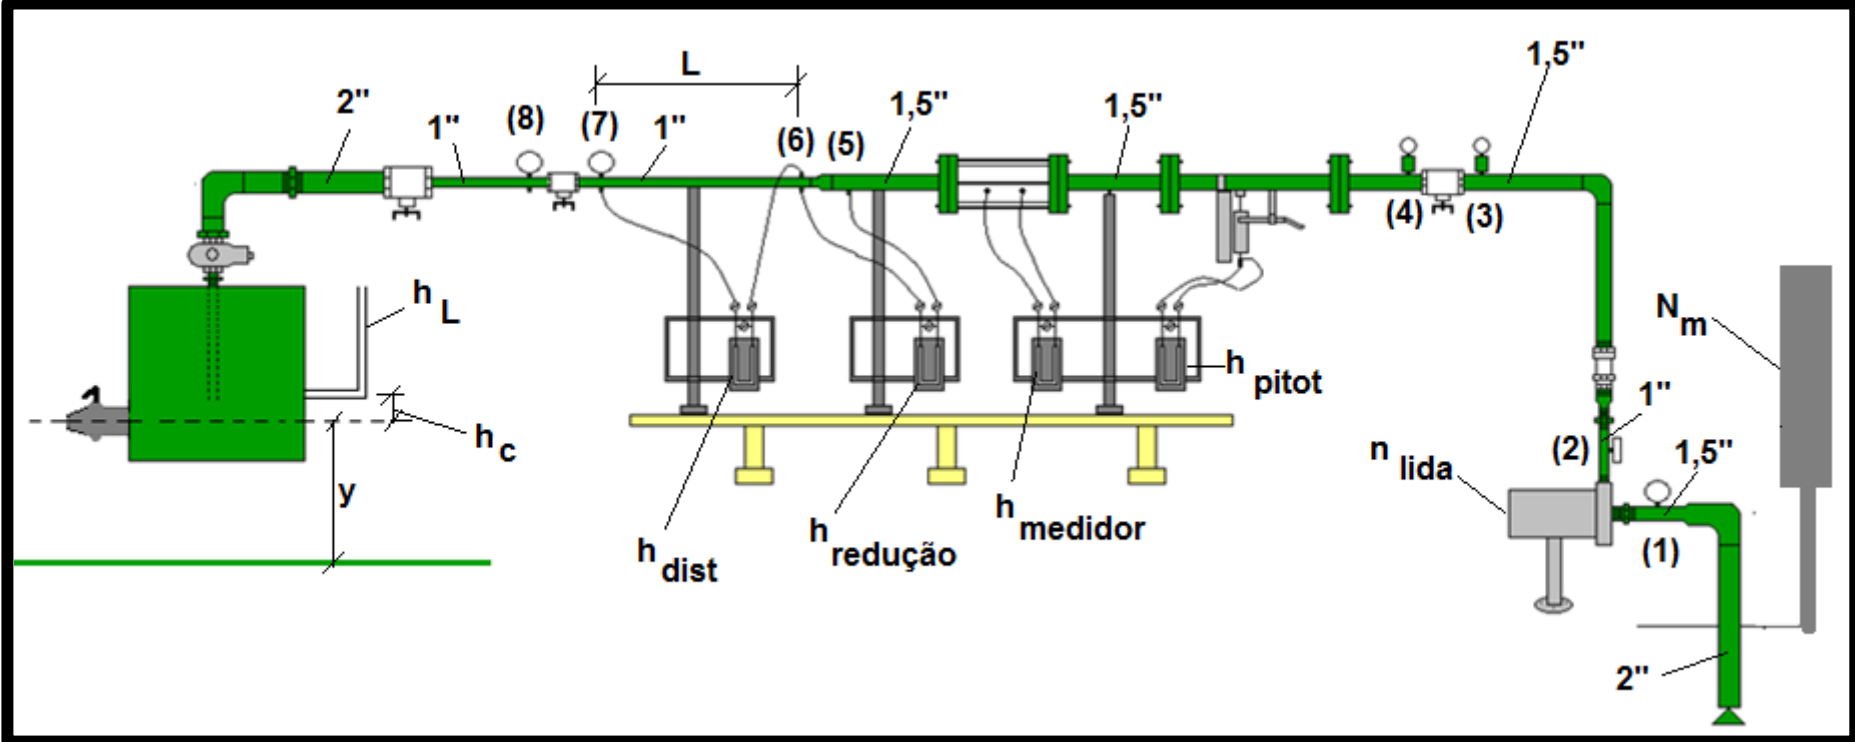 1,5"
L
2"
1"
(8)
(7)
1"
(6)
(5)
1,5"
1,5"
(4)
(3)
h L
N m
h pitot
h c
y
(2)
1"
1,5"
n lida
h medidor
h redução
h dist
(1)
2"